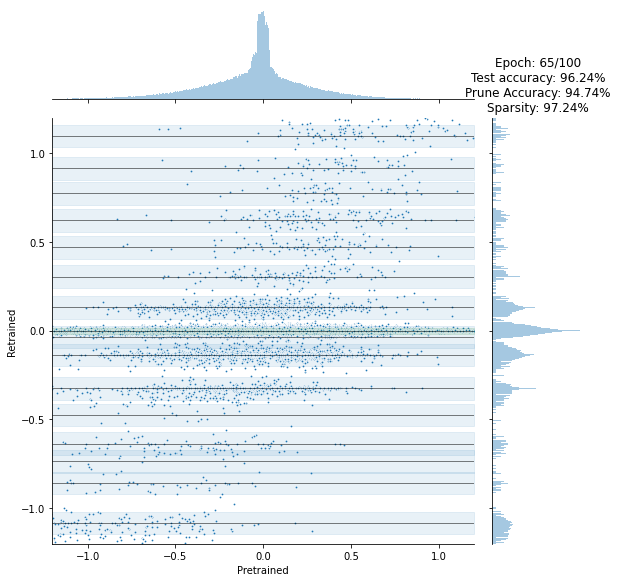 Epoch: 65/100
Test accuracy: 96.24%
Prune Accuracy: 94.74%
Sparsity: 97.24%
1.0
0.5
0.0
−0.5
−1.0
Retrained
−1.0 −0.5 0.0 0.5 1.0
Pretrained